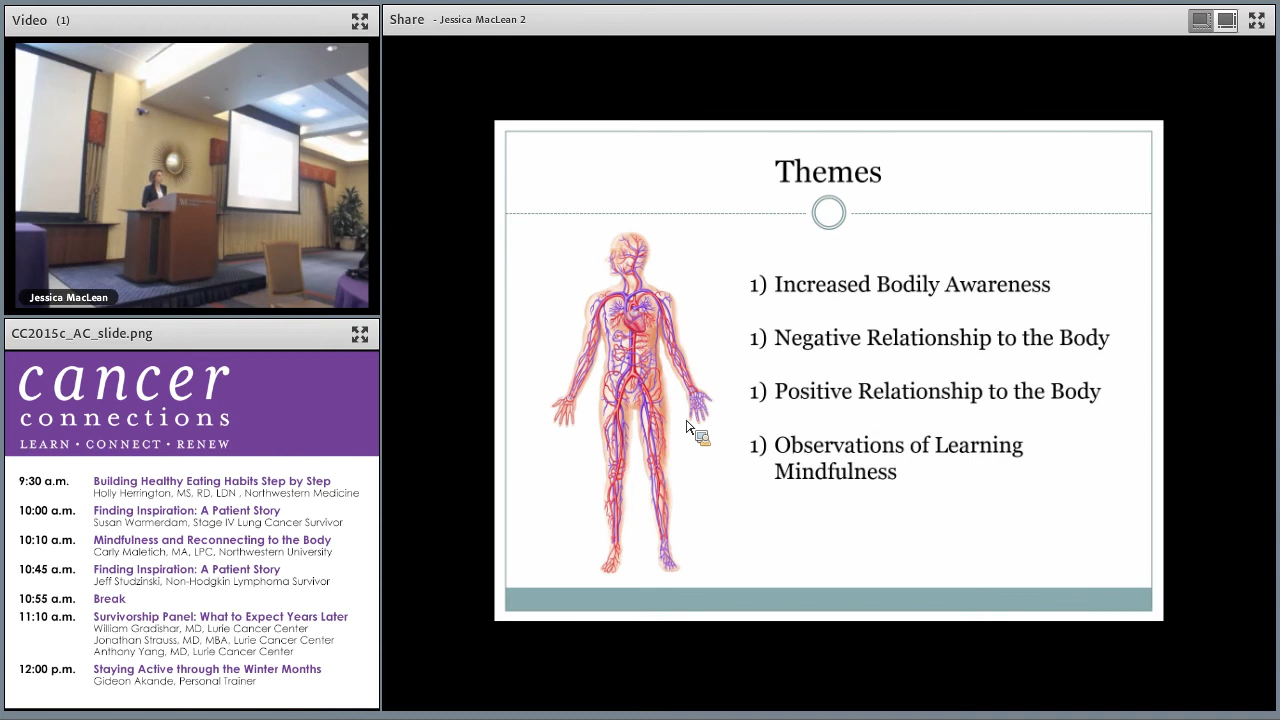 Video (1)
Jessica MacLean
CC2015c_AC_slide.png
cancer
connections
LEARN • CONNECT • RENEW
9:30 a.m. Building Healthy Eating Habits Step by Step
Holly Herrington, MS, RD, LDN , Northwestern Medicine
10:00 a.m. Finding Inspiration: A Patient Story
Susan Warmerdam, Stage IV Lung Cancer Survivor
10:10 a.m. Mindfulness and Reconnecting to the Body
Carly Maletich, MA, LPC, Northwestern University
10:45 a.m. Finding Inspiration: A Patient Story
Jeff Studzinski, Non-Hodgkin Lymphoma Survivor
10:55 a.m. Break
11:10 a.m. Survivorship Panel: What to Expect Years Later
William Gradishar, MD, Lurie Cancer Center
Jonathan Strauss, MD, MBA, Lurie Cancer Center
Anthony Yang, MD, Lurie Cancer Center
12:00 p.m. Staying Active through the Winter Months
Gideon Akande, Personal Trainer
Share - Jessica MacLean 2
Themes
1) Increased Bodily Awareness
1) Negative Relationship to the Body
1) Positive Relationship to the Body
1) Observations of Learning
Mindfulness